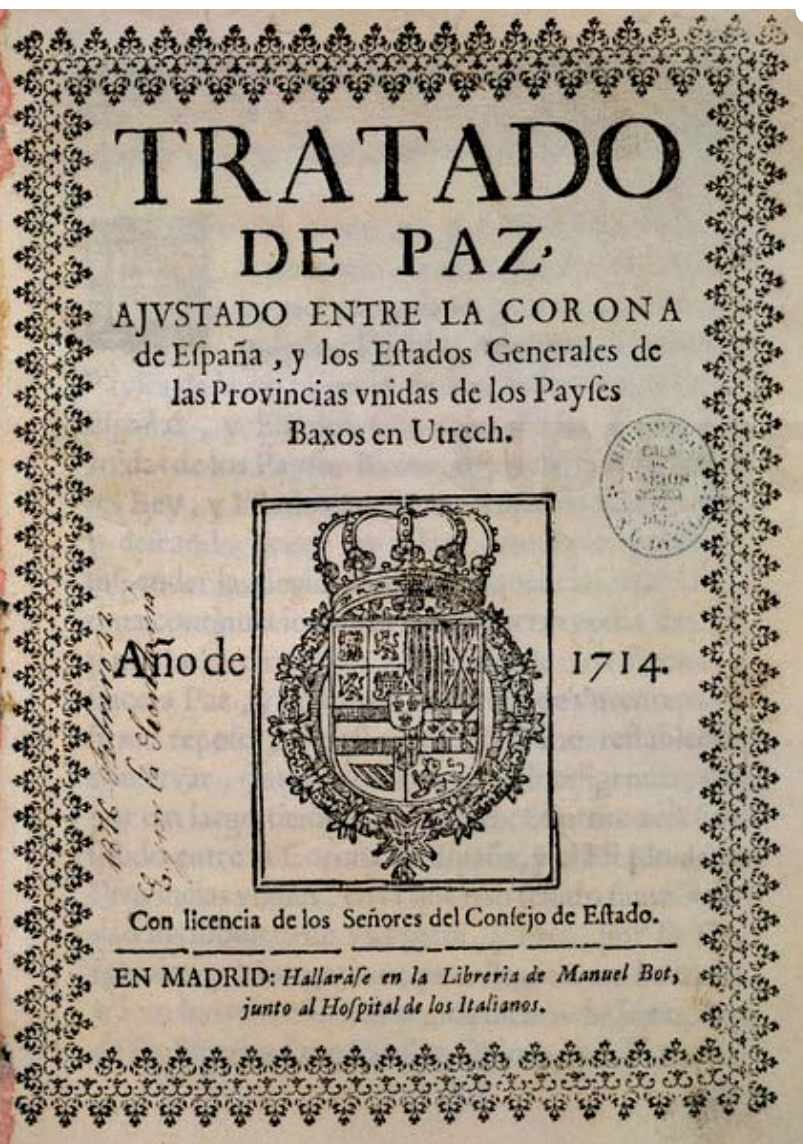 TRATADO
DE PAZ,
AJVSTADO ENTRE LA CORONA
de Eſpaña, y los Eſtados Generales de
las Provincias vnidas de los Payſes
Baxos en Utrech.
Año de 1714.
Con licencia de los Señores del Conſejo de Eſtado.
EN MADRID: Hallaràſe en la Libreria de Manuel Bot,
junto al Hoſpital de los Italianos.